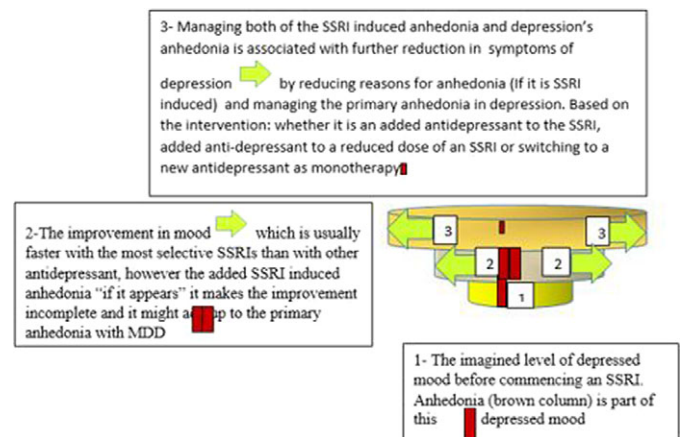 3- Managing both of the SSRI induced anhedonia and depression's
anhedonia is associated with further reduction in symptoms of
depression by reducing reasons for anhedonia (If it is SSRI
induced) and managing the primary anhedonia in depression. Based on
the intervention: whether it is an added antidepressant to the SSRI,
added anti-depressant to a reduced dose of an SSRI or switching to a
new antidepressant as monotherapy
2-The improvement in mood which is usually
faster with the most selective SSRIs than with other
antidepressant, however the added SSRI induced
anhedonia “if it appears” it makes the improvement
incomplete and it might up to the primary
anhedonia with MDD
3 3
2 2
1
1- The imagined level of depressed
mood before commencing an SSRI.
Anhedonia (brown column) is part of
this depressed mood